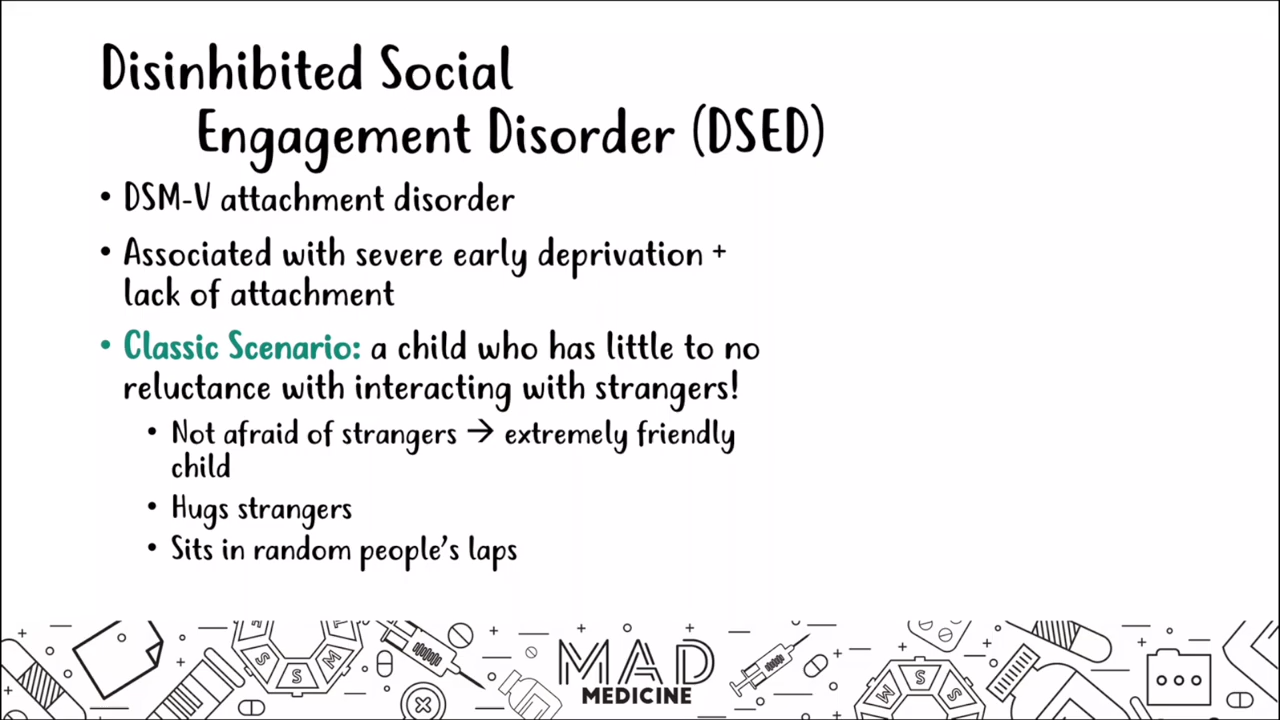 Disinhibited Social
Engagement Disorder (DSED)
• DSM-V attachment disorder
• Associated with severe early deprivation +
lack of attachment
• Classic Scenario: a child who has little to no
reluctance with interacting with strangers!
• Not afraid of strangers → extremely friendly
child
• Hugs strangers
• Sits in random people's laps
MAD
MEDICINE